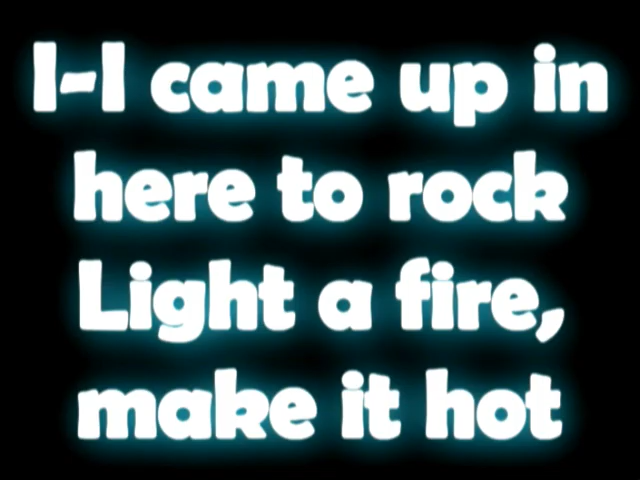 I-I came up in
here to rock
Light a fire,
make it hot